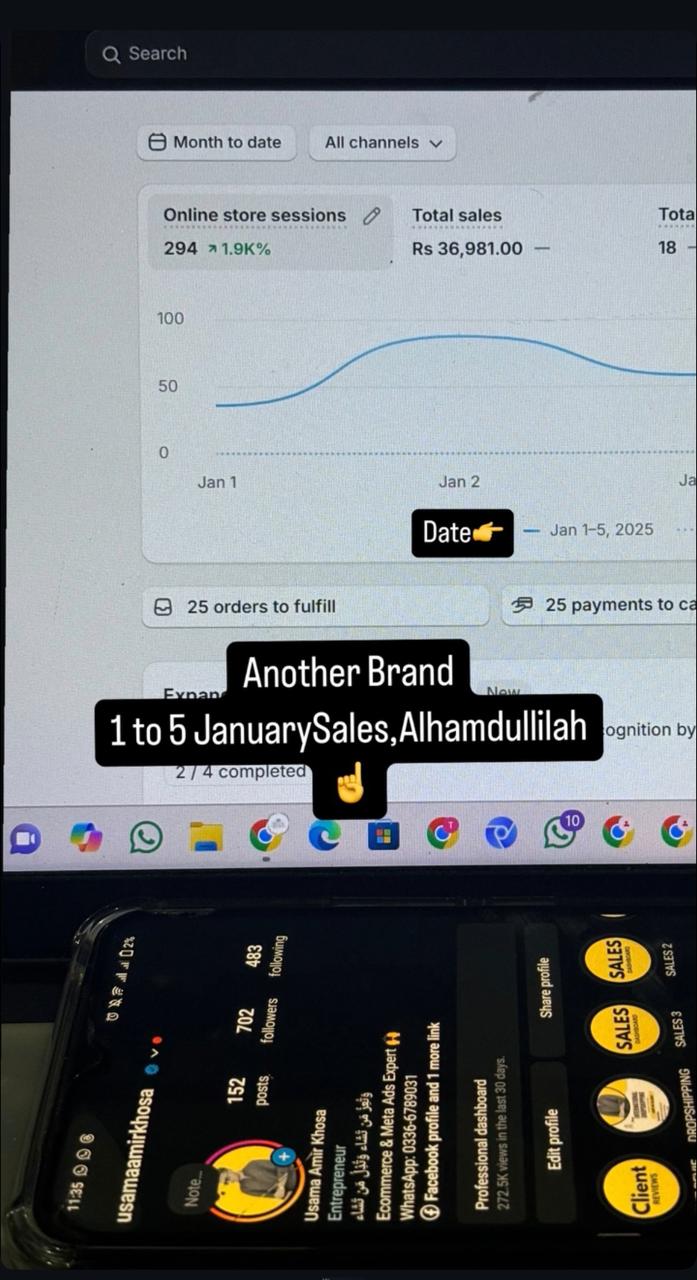 Search
Month to date
All channels
Online store sessions
Total sales
Tota
294 1.9K%
Rs 36,981.00 —
18
100
50
0
Jan 1
Jan 2
Ja
Date👉
Jan 1–5, 2025
25 orders to fulfill
25 payments to ca
Another Brand
Expan
New
1 to 5 JanuarySales,Alhamdullilah
ognition by
2 / 4 completed
☝️
10
11:35
2%
usamaamirkhosa
Note...
152
posts
702
followers
483
following
Usama Amir Khosa
Entrepreneur
وَتُعِزُّ مَن تَشَاء وَتُذِلُّ مَن تَشَاء
Ecommerce & Meta Ads Expert
WhatsApp: 0336-6789031
Facebook profile and 1 more link
Professional dashboard
272.5K views in the last 30 days.
Edit profile
Share profile
Client
REVIEWS
SALES
DASHBOARD
SALES
DASHBOARD
DROPSHIPPING
SALES 3
SALES 2